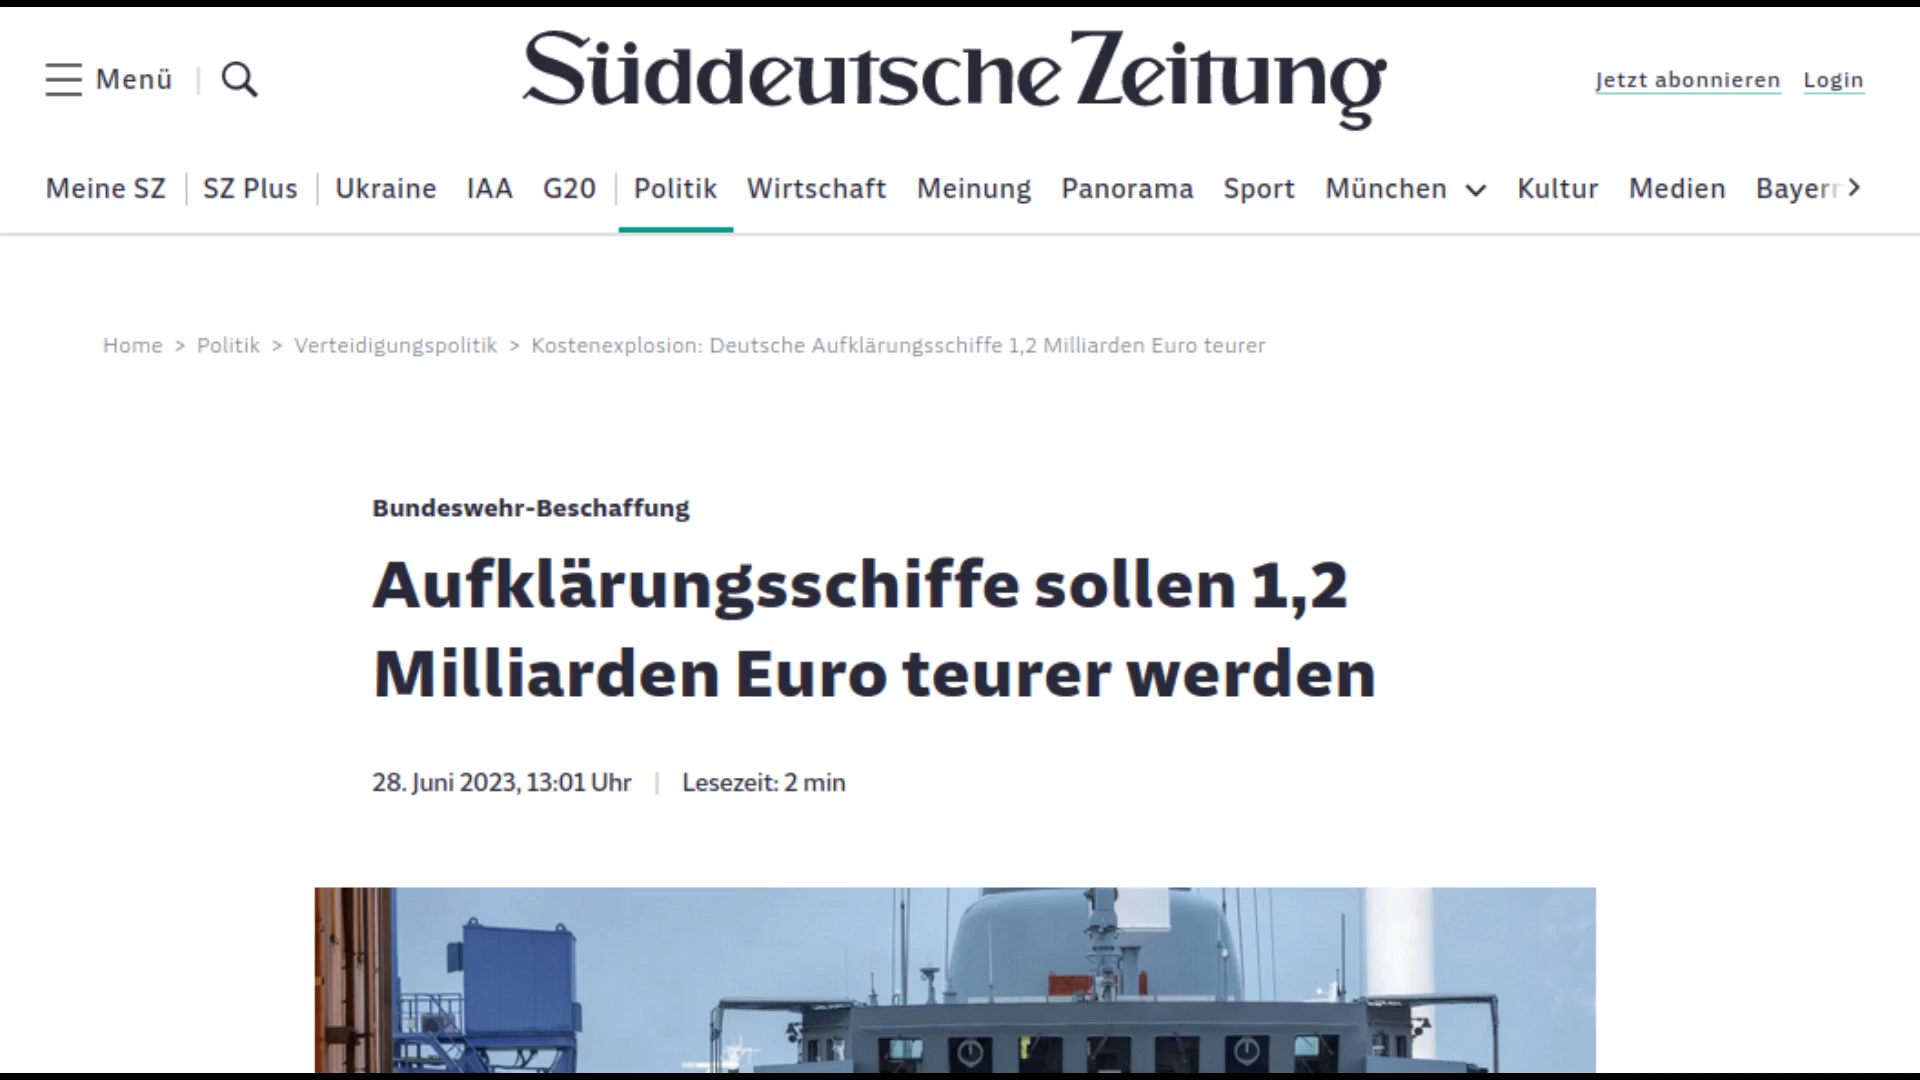 Menü
Süddeutsche Zeitung
Jetzt abonnieren Login
Meine SZ SZ Plus Ukraine IAA G20 Politik Wirtschaft Meinung Panorama Sport München Kultur Medien Bayern
Home > Politik > Verteidigungspolitik > Kostenexplosion: Deutsche Aufklärungsschiffe 1,2 Milliarden Euro teurer
Bundeswehr-Beschaffung
Aufklärungsschiffe sollen 1,2
Milliarden Euro teurer werden
28. Juni 2023, 13:01 Uhr | Lesezeit: 2 min